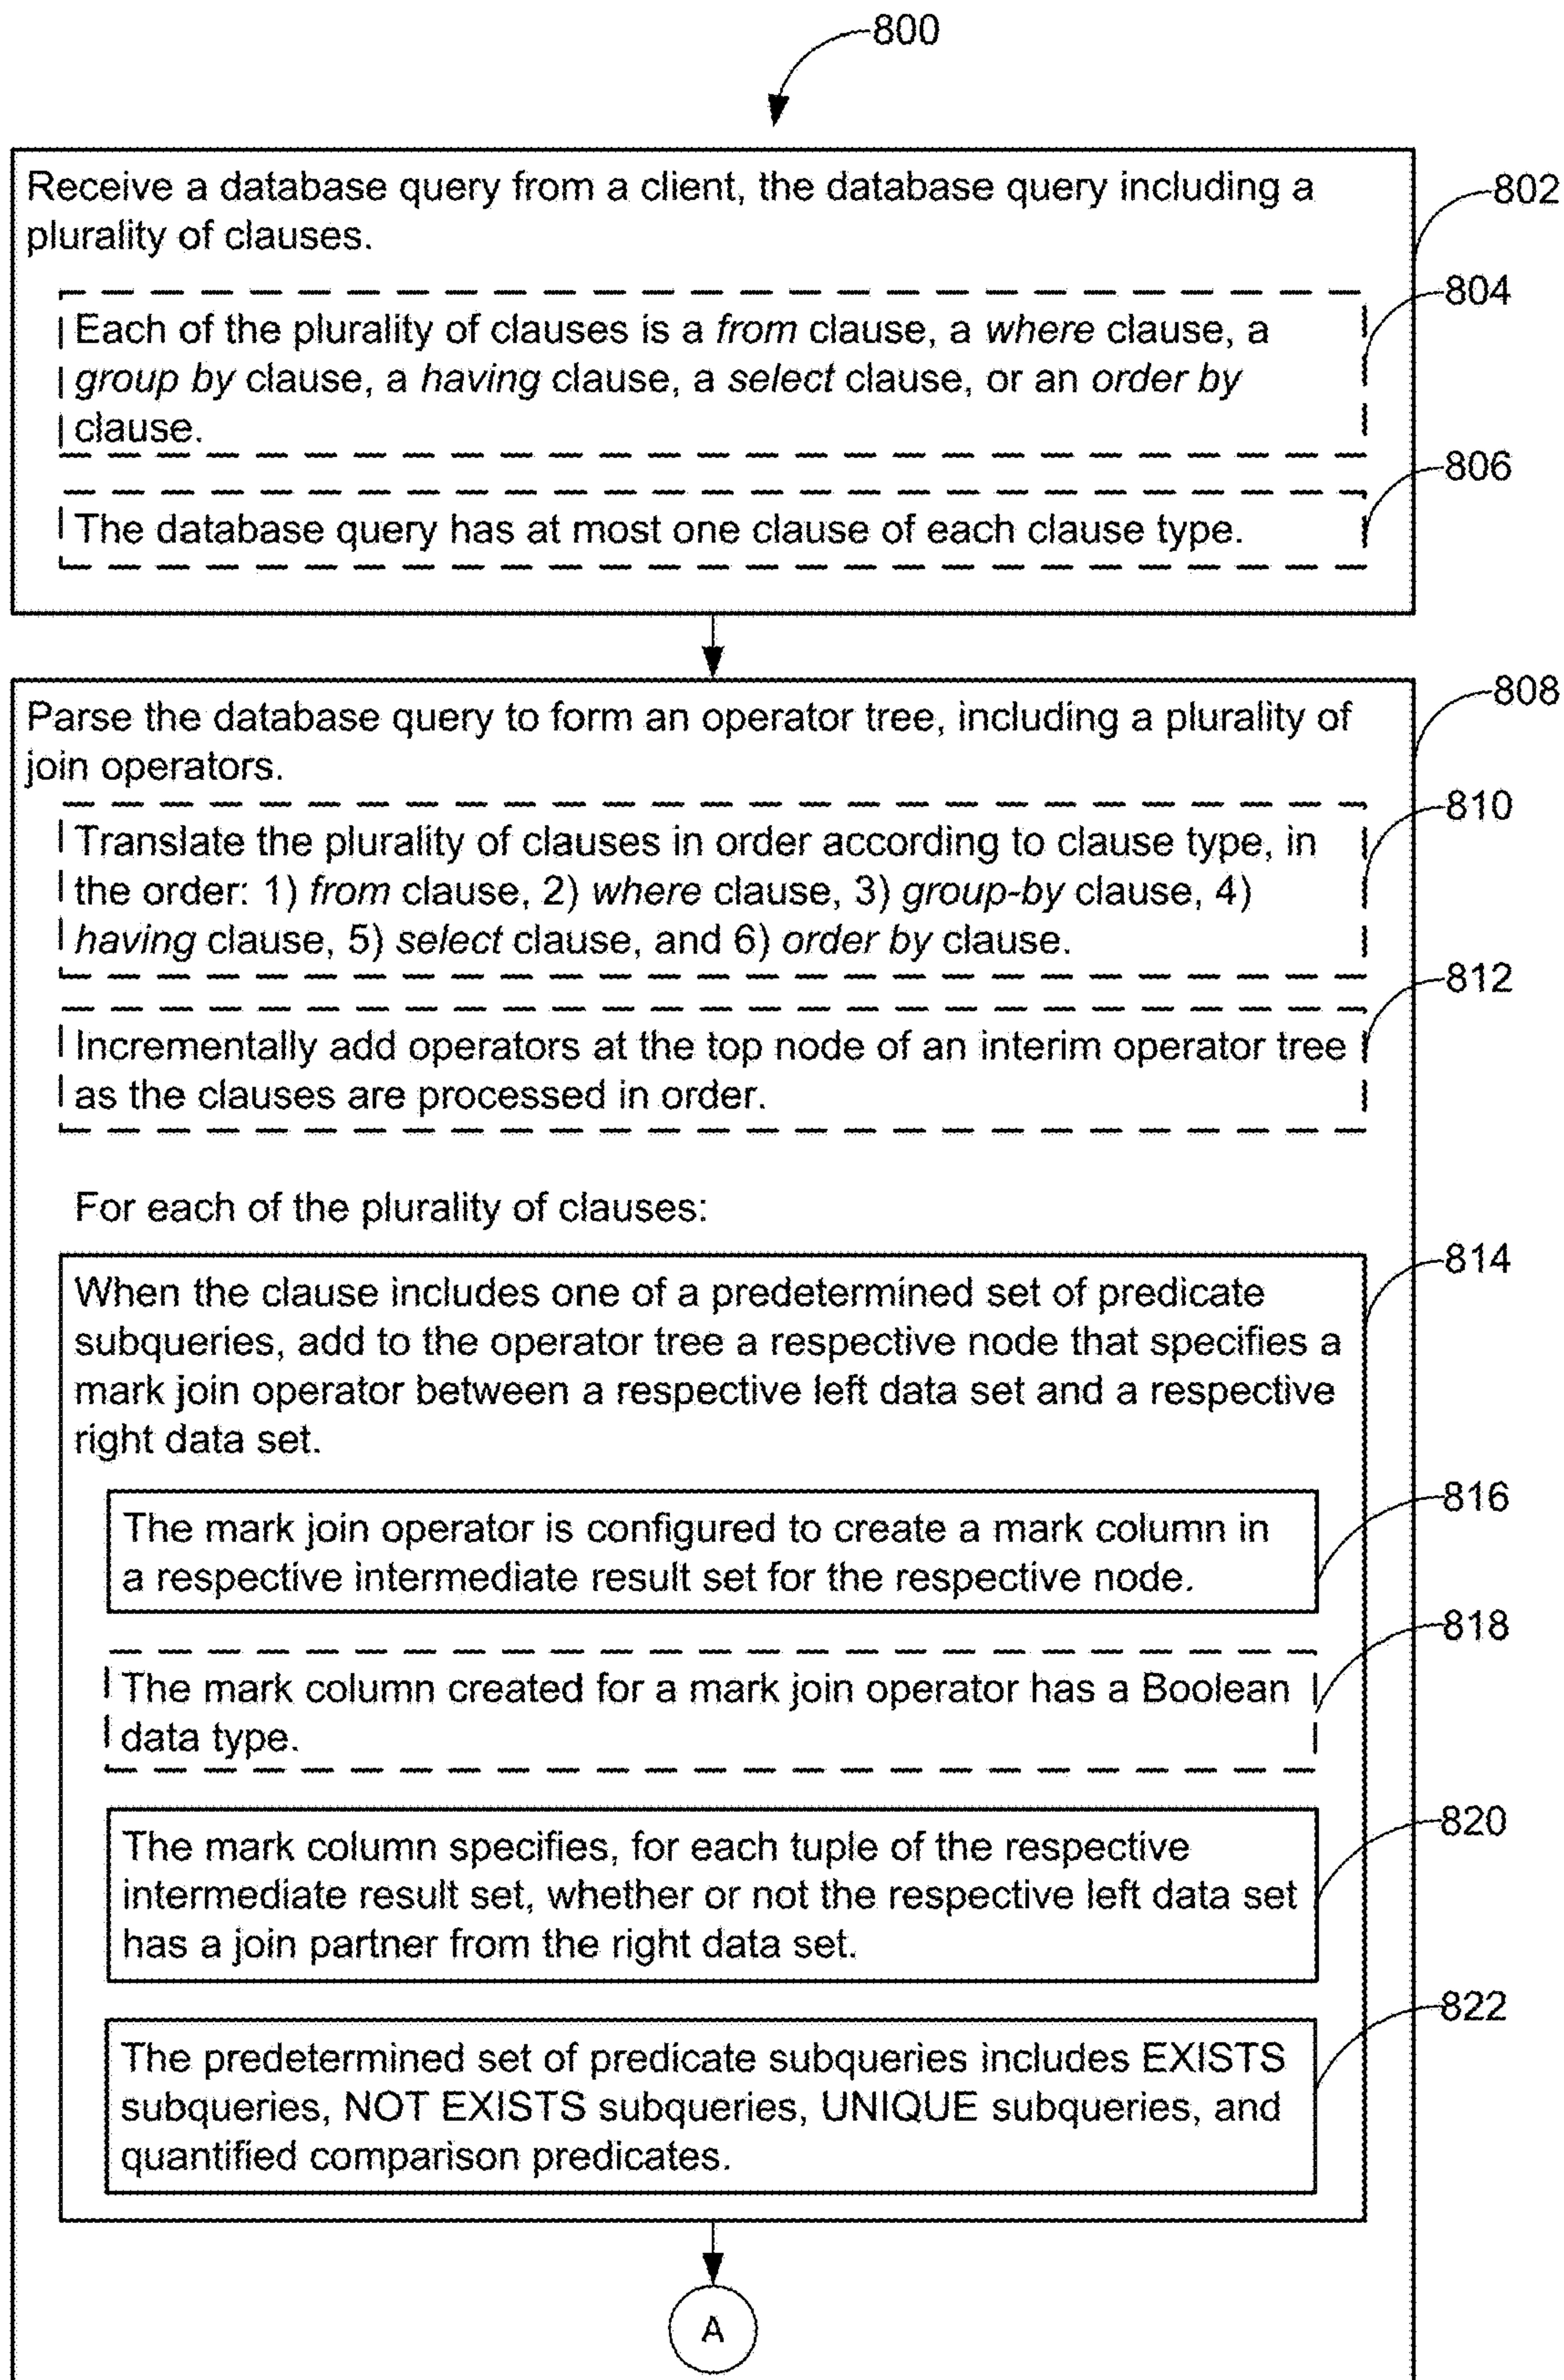 800
Receive a database query from a client, the database query including a
plurality of clauses.
802
804
Each of the plurality of clauses is a from clause, a where clause, a
group by clause, a having clause, a select clause, or an order by
clause.
806
The database query has at most one clause of each clause type.
808
Parse the database query to form an operator tree, including a plurality of
join operators.
810
Translate the plurality of clauses in order according to clause type, in
the order: 1) from clause, 2) where clause, 3) group-by clause, 4)
having clause, 5) select clause, and 6) order by clause.
812
Incrementally add operators at the top node of an interim operator tree
as the clauses are processed in order.
For each of the plurality of clauses:
814
When the clause includes one of a predetermined set of predicate
subqueries, add to the operator tree a respective node that specifies a
mark join operator between a respective left data set and a respective
right data set.
816
The mark join operator is configured to create a mark column in
a respective intermediate result set for the respective node.
818
The mark column created for a mark join operator has a Boolean
data type.
820
The mark column specifies, for each tuple of the respective
intermediate result set, whether or not the respective left data set
has a join partner from the right data set.
822
The predetermined set of predicate subqueries includes EXISTS
subqueries, NOT EXISTS subqueries, UNIQUE subqueries, and
quantified comparison predicates.
A